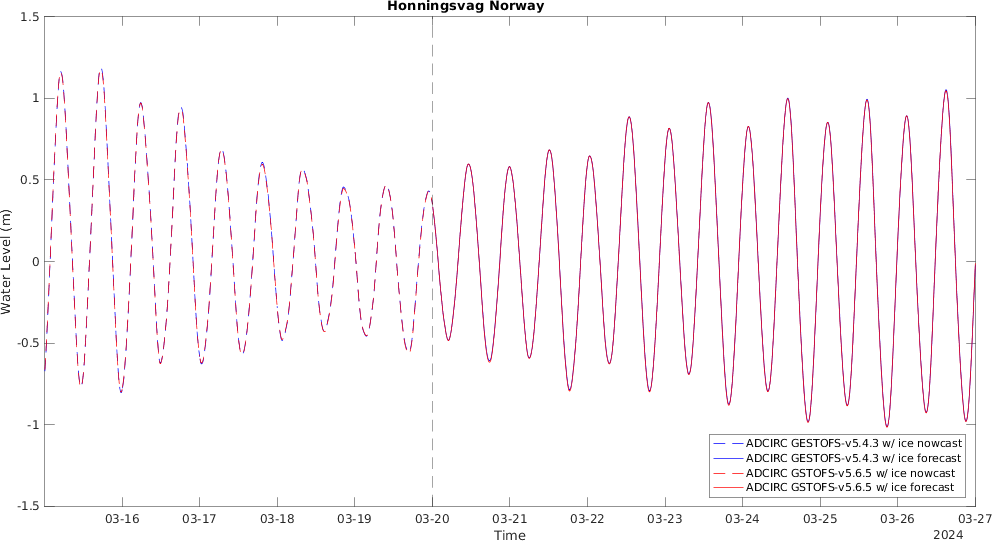 Honningsvag Norway
Water Level (m)
1.5
1
0.5
0
-0.5
-1
-1.5
03-16 03-17 03-18 03-19 03-20 03-21 03-22 03-23 03-24 03-25 03-26 03-27
Time
2024
ADCIRC GESTOFS-v5.4.3 w/ ice nowcast
ADCIRC GESTOFS-v5.4.3 w/ ice forecast
ADCIRC GSTOFS-v5.6.5 w/ ice nowcast
ADCIRC GSTOFS-v5.6.5 w/ ice forecast